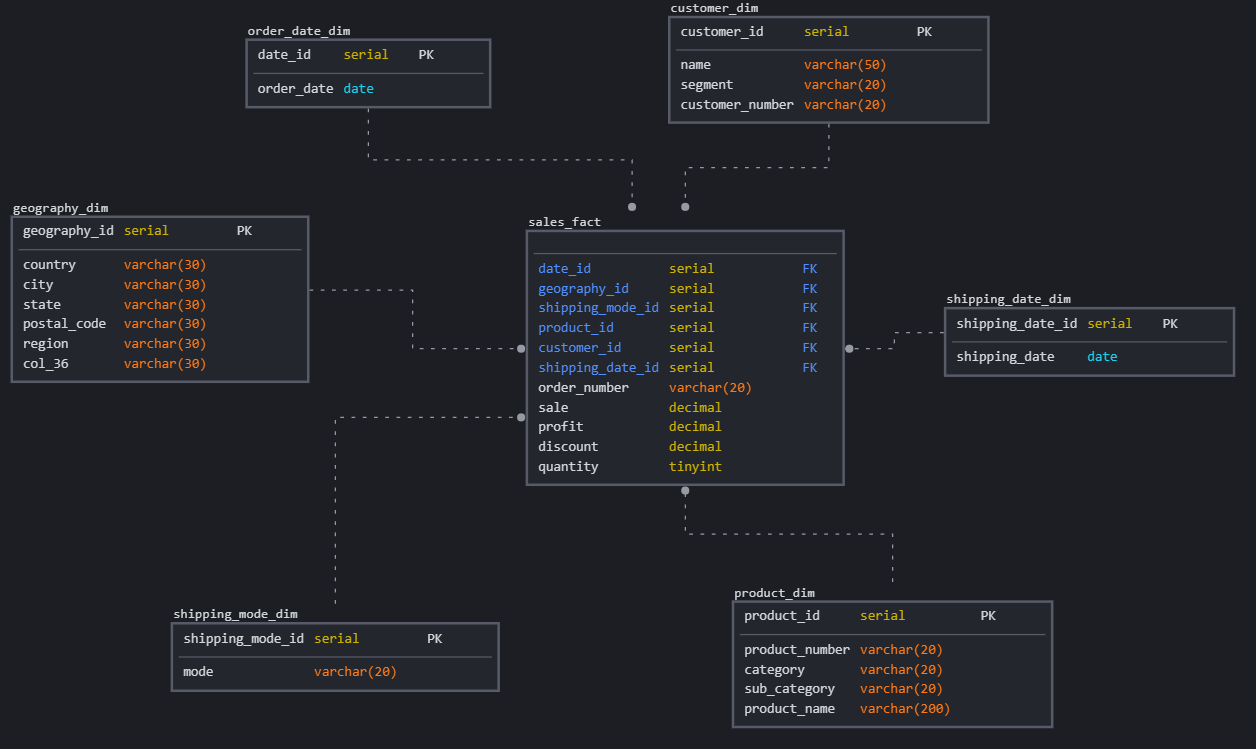 order_date_dim
date_id serial PK
order_date date
customer_dim
customer_id serial PK
name varchar(50)
segment varchar(20)
customer_number varchar(20)
geography_dim
geography_id serial PK
country varchar(30)
city varchar(30)
state varchar(30)
postal_code varchar(30)
region varchar(30)
col_36 varchar(30)
sales_fact
date_id serial FK
geography_id serial FK
shipping_mode_id serial FK
product_id serial FK
customer_id serial FK
shipping_date_id serial FK
order_number varchar(20)
sale decimal
profit decimal
discount decimal
quantity tinyint
shipping_date_dim
shipping_date_id serial PK
shipping_date date
shipping_mode_dim
shipping_mode_id serial PK
mode varchar(20)
product_dim
product_id serial PK
product_number varchar(20)
category varchar(20)
sub_category varchar(20)
product_name varchar(200)